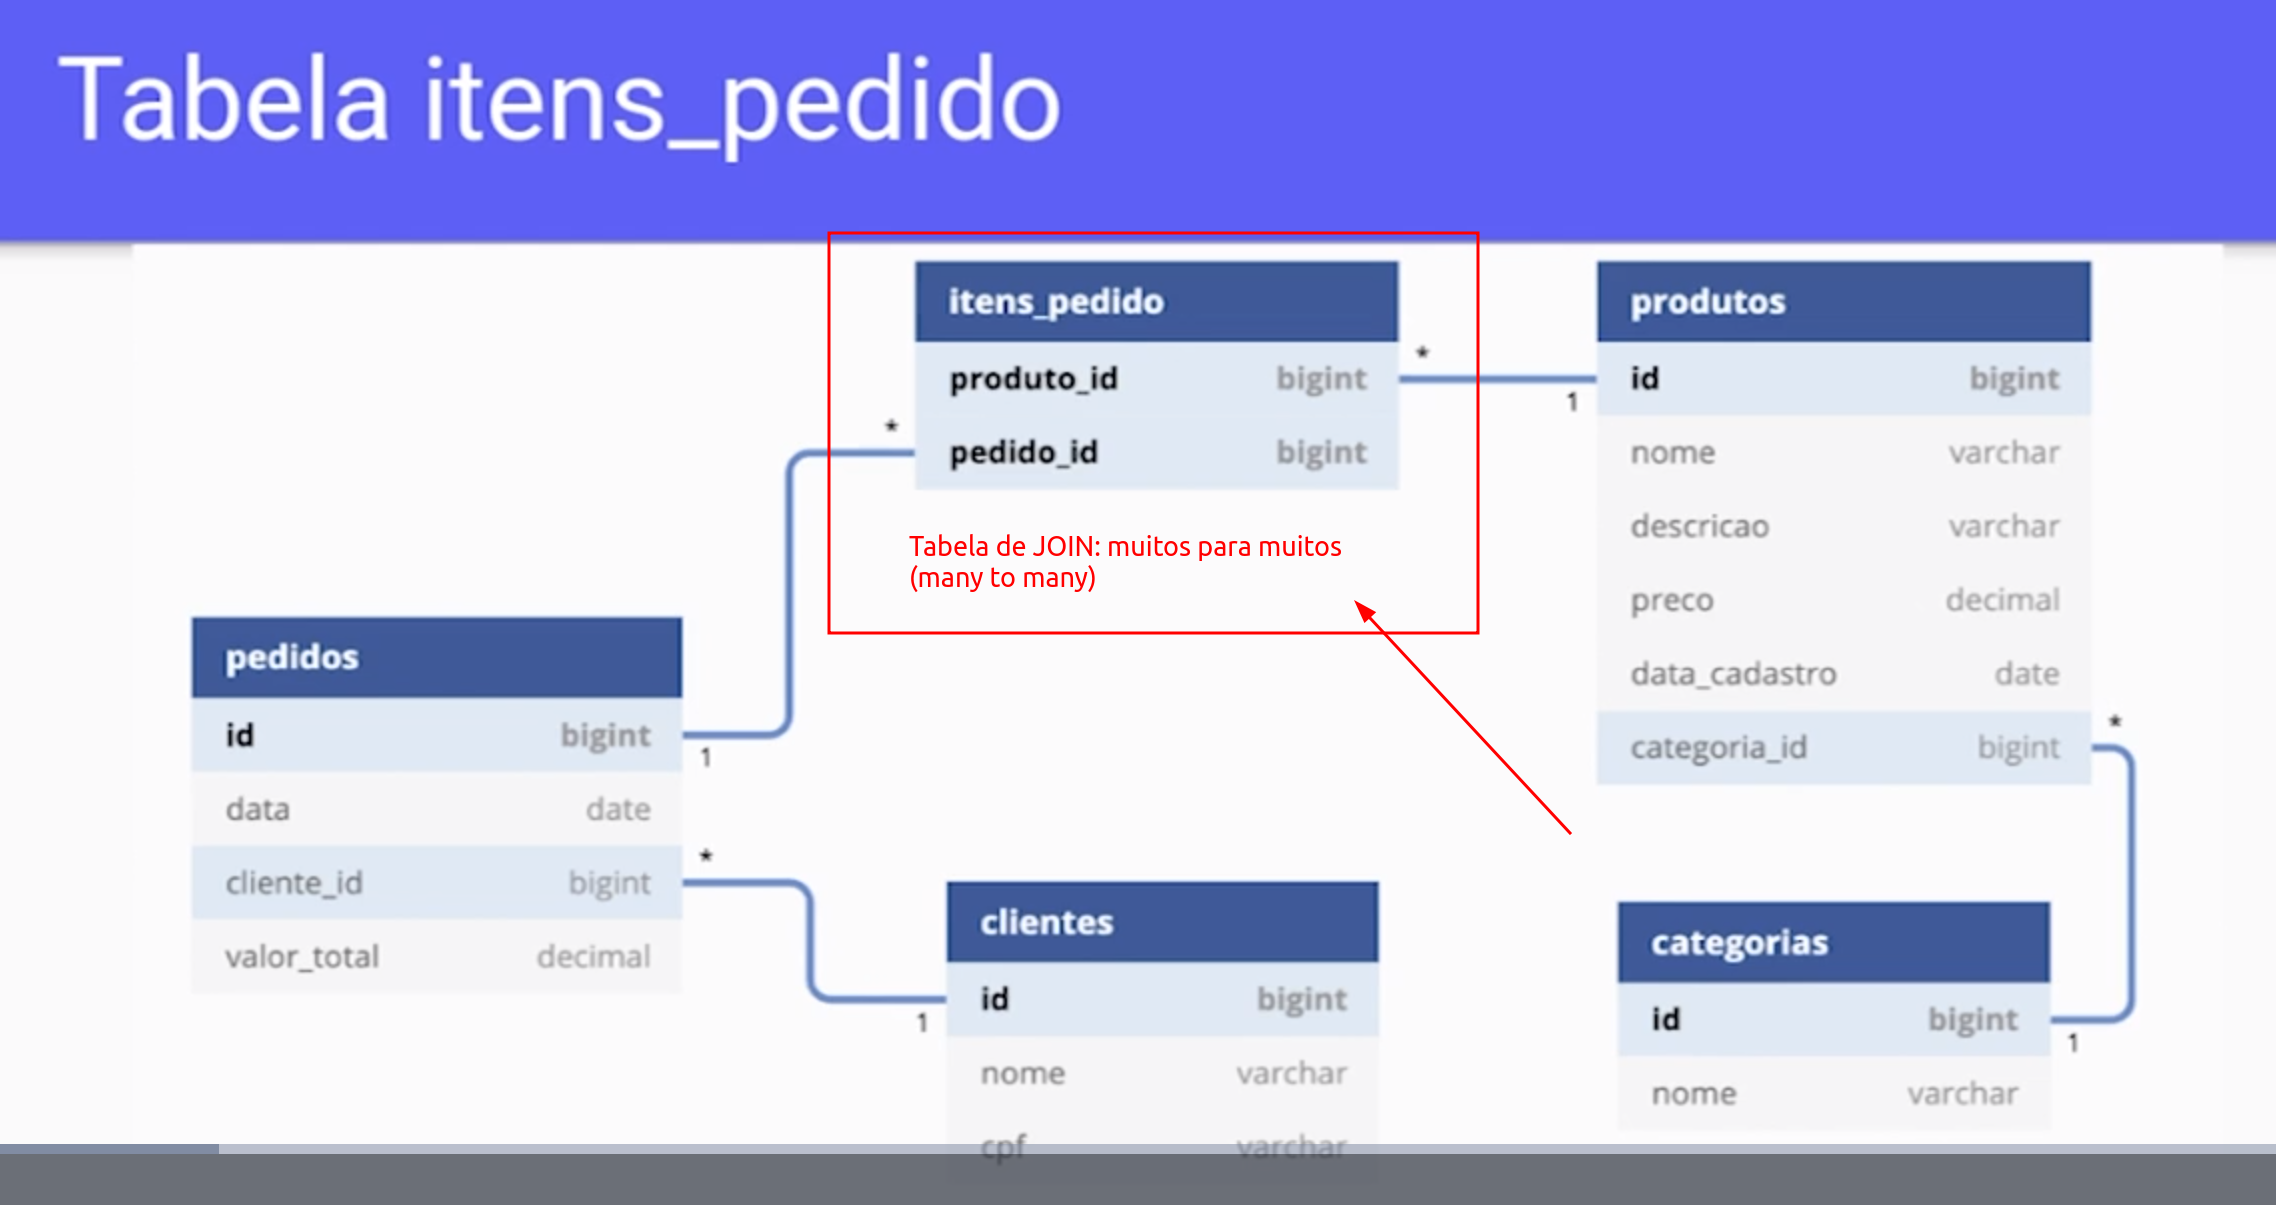 Tabela itens_pedido
itens_pedido
produto_id bigint
pedido_id bigint
*
*
1
Tabela de JOIN: muitos para muitos
(many to many)
produtos
id bigint
nome varchar
descricao varchar
preco decimal
data_cadastro date
categoria_id bigint
*
1
pedidos
id bigint
data date
cliente_id bigint
valor_total decimal
1
*
1
clientes
id bigint
nome varchar
cpf varchar
categorias
id bigint
nome varchar